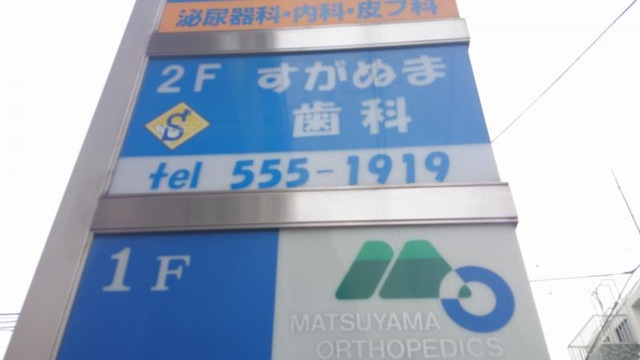 泌尿器科・内科・皮フ科
2F すがぬま
S 歯科
tel 555-1919
1F
MATSUYAMA
ORTHOPEDICS